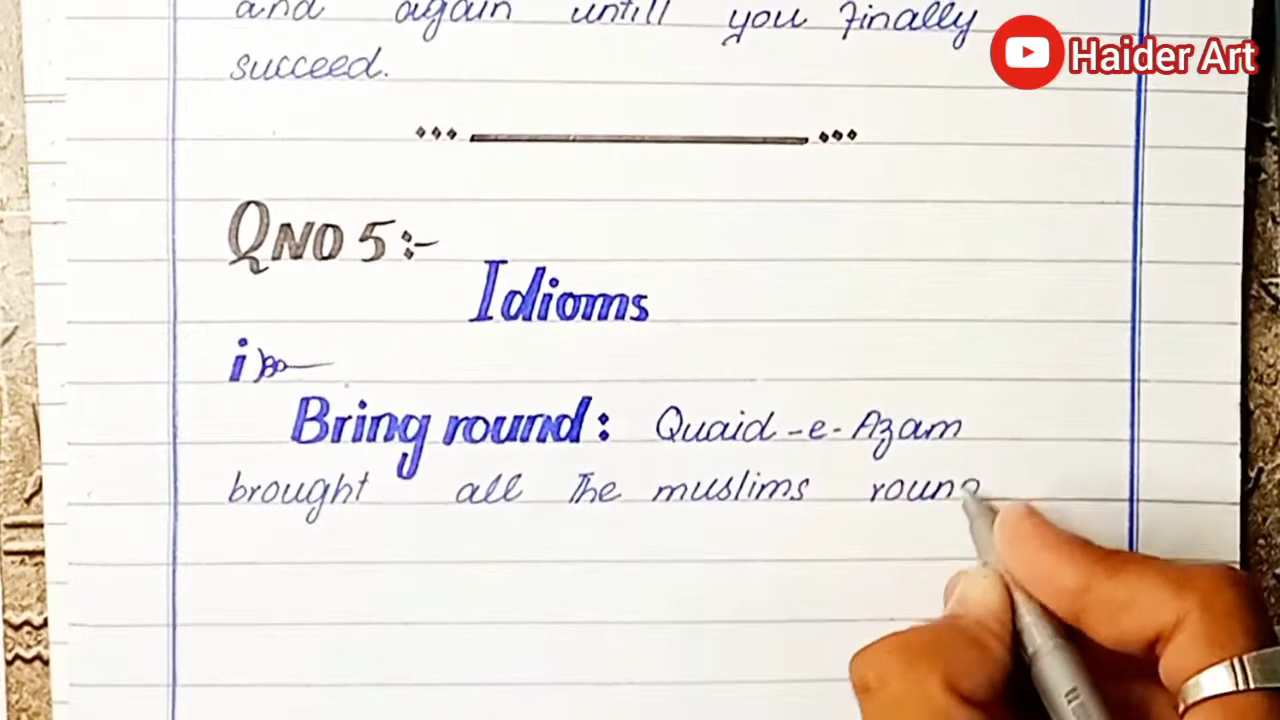 and again untill you finally
succeed.
Haider Art
QNO 5:-
Idioms
i
Bring round: Quaid-e-Azam
brought all The muslims roun